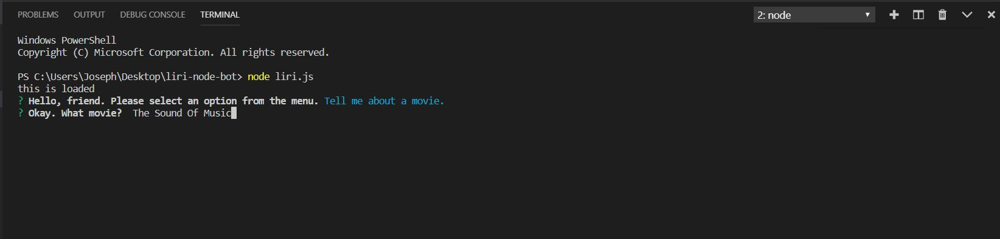 PROBLEMS OUTPUT DEBUG CONSOLE TERMINAL 2: node
Windows PowerShell
Copyright (C) Microsoft Corporation. All rights reserved.
PS C:\Users\Joseph\Desktop\liri-node-bot> node liri.js
this is loaded
? Hello, friend. Please select an option from the menu. Tell me about a movie.
? Okay. What movie?  The Sound Of Music